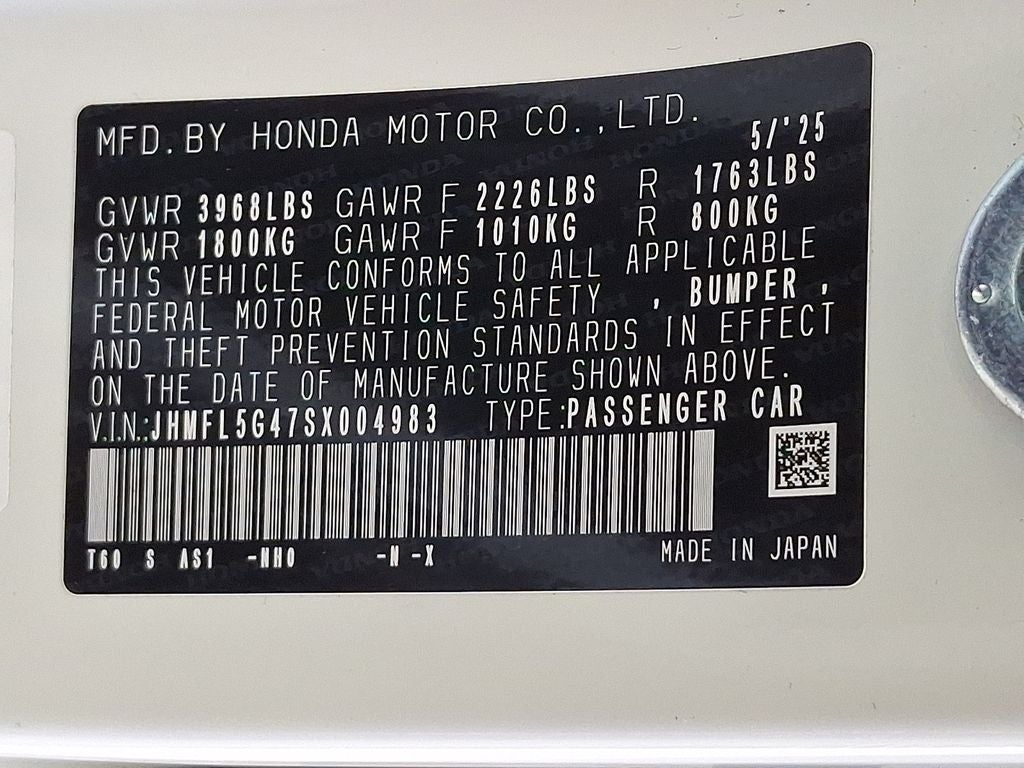 MFD. BY HONDA MOTOR CO., LTD.
5/'25
GVWR 3968LBS GAWR F 2226LBS R 1763LBS
GVWR 1800KG GAWR F 1010KG R 800KG
THIS VEHICLE CONFORMS TO ALL APPLICABLE
FEDERAL MOTOR VEHICLE SAFETY , BUMPER ,
AND THEFT PREVENTION STANDARDS IN EFFECT
ON THE DATE OF MANUFACTURE SHOWN ABOVE.
V.I.N.:JHMFL5G47SX004983 TYPE:PASSENGER CAR
T60 S AS1 -NH0 -N -X MADE IN JAPAN